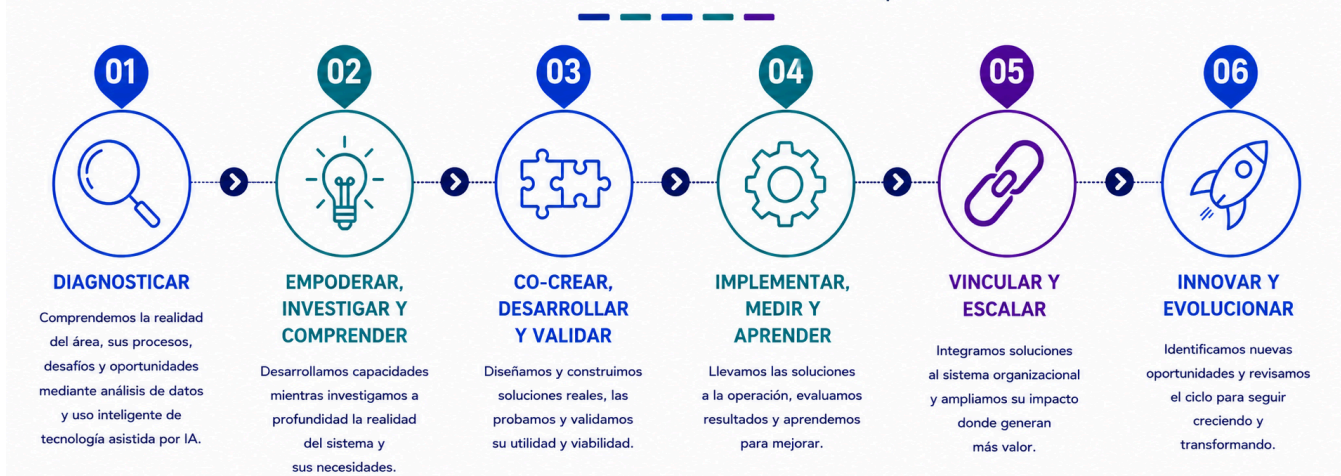 01
DIAGNOSTICAR
Comprendemos la realidad
del área, sus procesos,
desafíos y oportunidades
mediante análisis de datos
y uso inteligente de
tecnología asistida por IA.
02
EMPODERAR,
INVESTIGAR Y
COMPRENDER
Desarrollamos capacidades
mientras investigamos a
profundidad la realidad
del sistema y
sus necesidades.
03
CO-CREAR,
DESARROLLAR
Y VALIDAR
Diseñamos y construimos
soluciones reales, las
probamos y validamos
su utilidad y viabilidad.
04
IMPLEMENTAR,
MEDIR Y
APRENDER
Llevamos las soluciones
a la operación, evaluamos
resultados y aprendemos
para mejorar.
05
VINCULAR Y
ESCALAR
Integramos soluciones
al sistema organizacional
y ampliamos su impacto
donde generan
más valor.
06
INNOVAR Y
EVOLUCIONAR
Identificamos nuevas
oportunidades y revisamos
el ciclo para seguir
creciendo y
transformando.